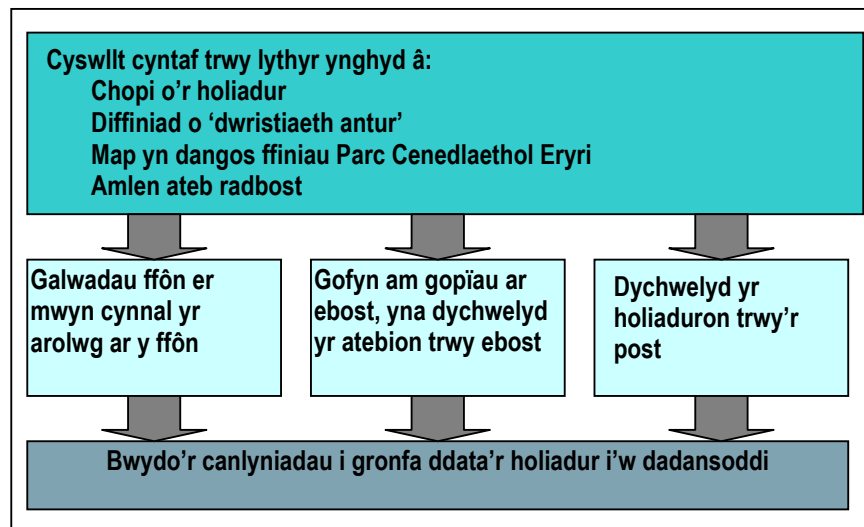 Cyswllt cyntaf trwy lythyr ynghyd â:
Chopi o'r holiadur
Diffiniad o 'dwristiaeth antur'
Map yn dangos ffiniau Parc Cenedlaethol Eryri
Amlen ateb radbost
Galwadau ffôn er
mwyn cynnal yr
arolwg ar y ffôn
Gofyn am gopïau ar
ebost, yna dychwelyd
yr atebion trwy ebost
Dychwelyd yr
holiaduron trwy'r
post
Bwydo'r canlyniadau i gronfa ddata'r holiadur i'w dadansoddi